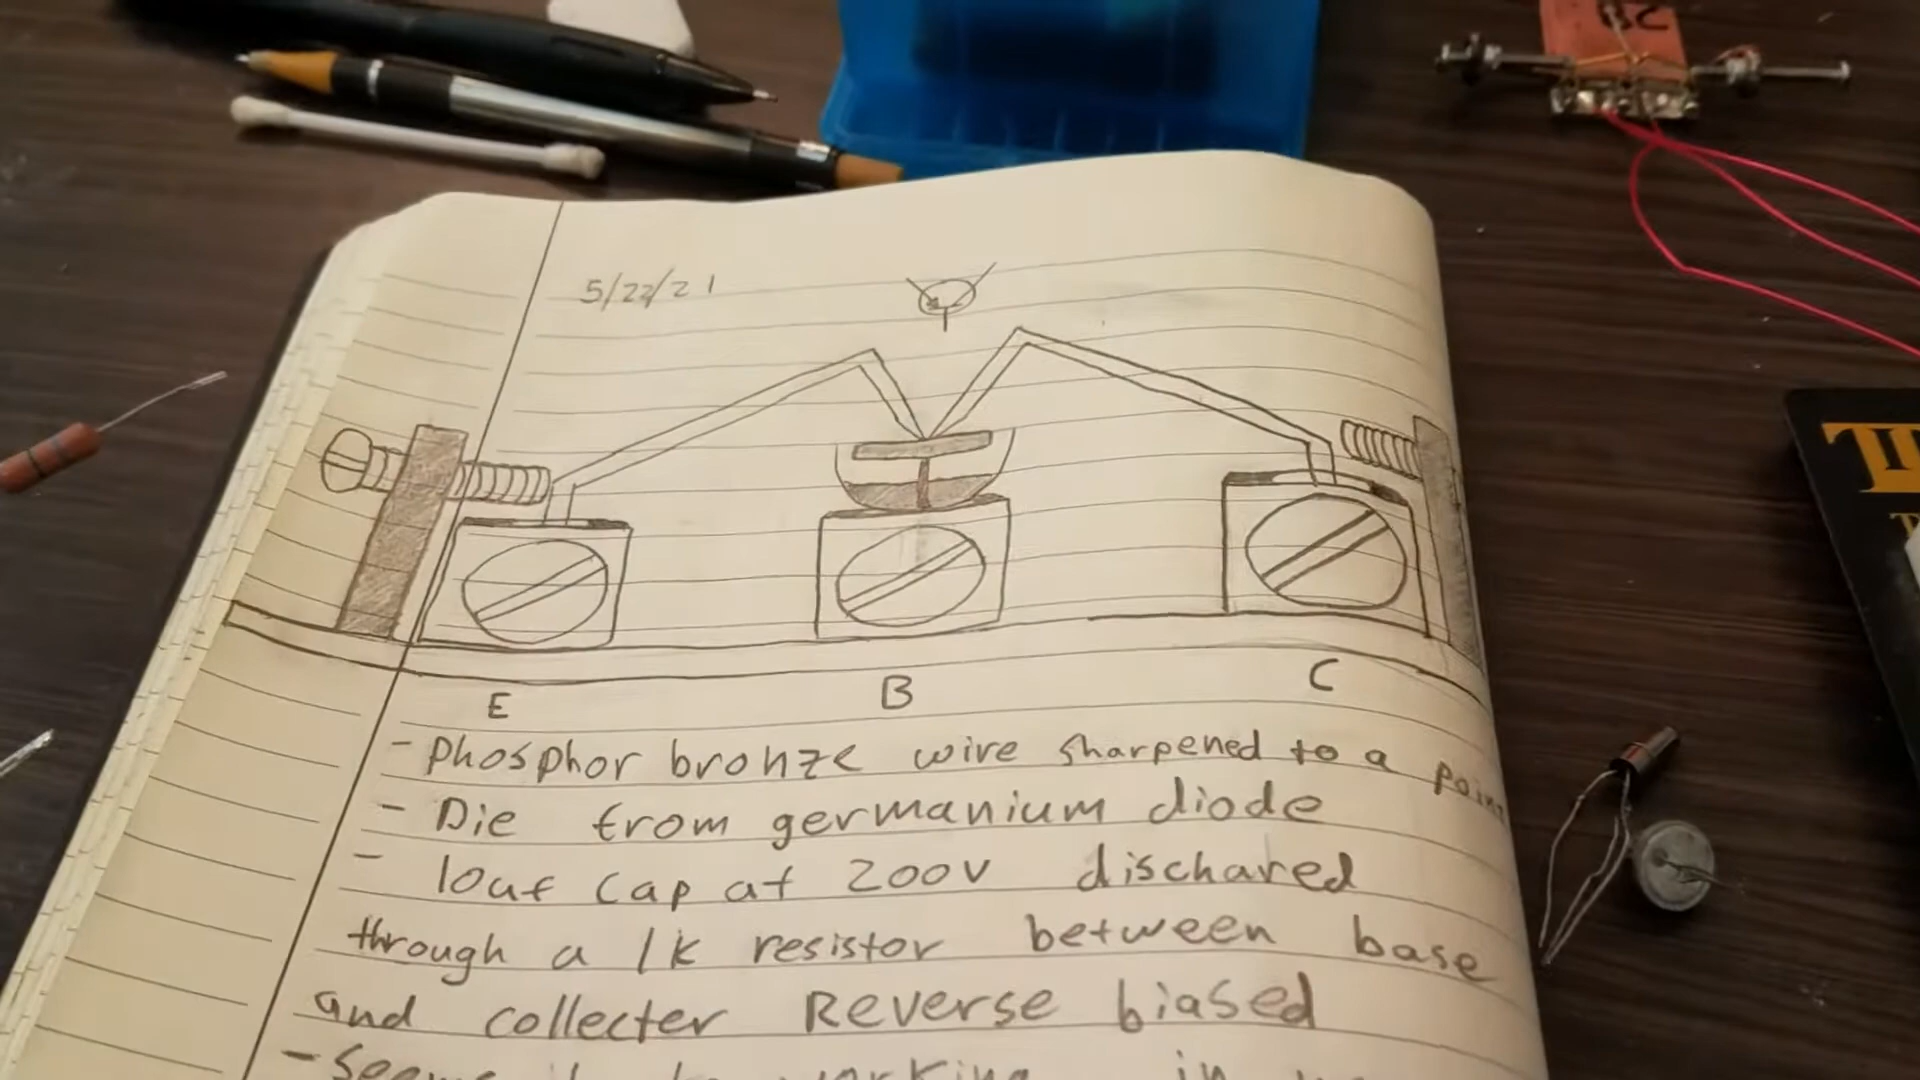 5/22/21
E B C
- Phosphor bronze wire sharpened to a point
- Die from germanium diode
- 10uf cap at 200V dischared
through a 1k resistor between base
and collecter Reverse biased